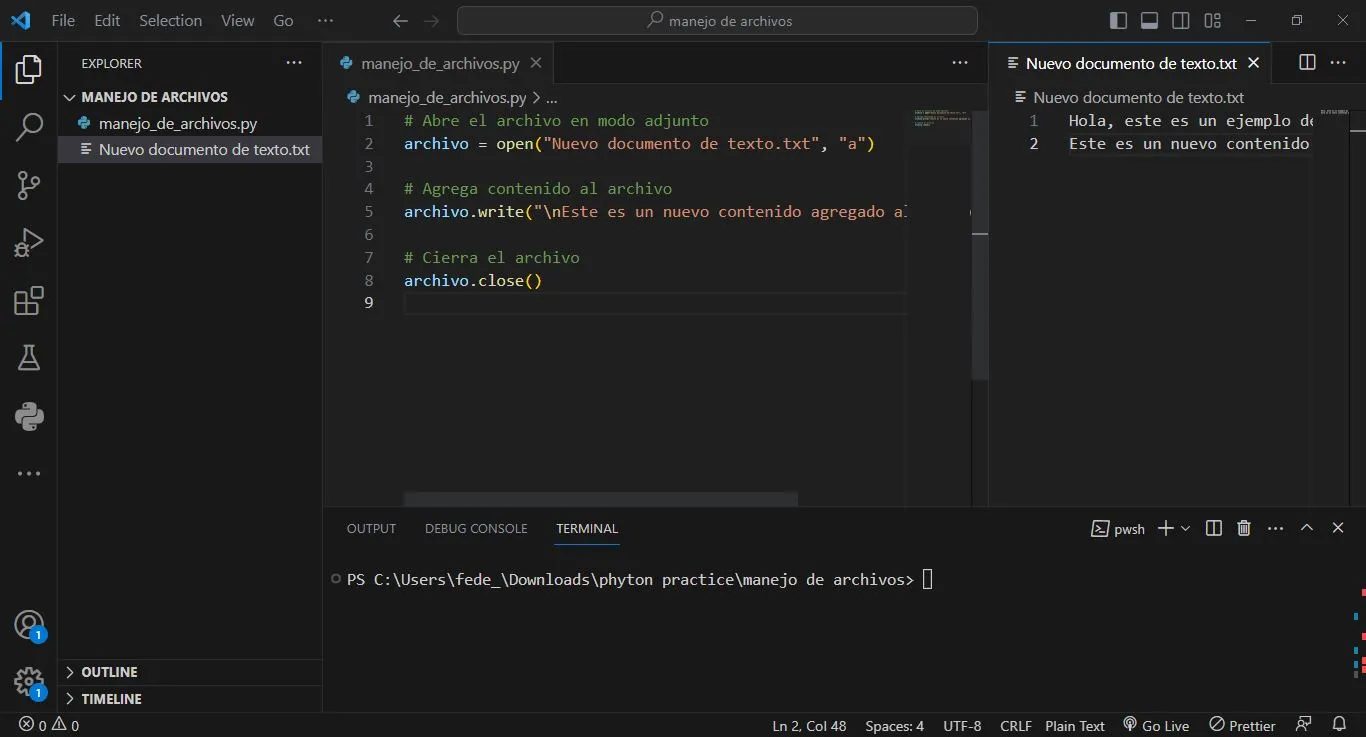 File Edit Selection View Go ...
manejo de archivos
EXPLORER
MANEJO DE ARCHIVOS
manejo_de_archivos.py
Nuevo documento de texto.txt
OUTLINE
TIMELINE
manejo_de_archivos.py
manejo_de_archivos.py > ...
1 # Abre el archivo en modo adjunto
2 archivo = open("Nuevo documento de texto.txt", "a")
3
4 # Agrega contenido al archivo
5 archivo.write("\nEste es un nuevo contenido agregado al
6
7 # Cierra el archivo
8 archivo.close()
9
Nuevo documento de texto.txt
Nuevo documento de texto.txt
1 Hola, este es un ejemplo de
2 Este es un nuevo contenido
OUTPUT DEBUG CONSOLE TERMINAL
pwsh
PS C:\Users\fede_\Downloads\phyton practice\manejo de archivos>
1
1
0 0
Ln 2, Col 48 Spaces: 4 UTF-8 CRLF Plain Text Go Live Prettier